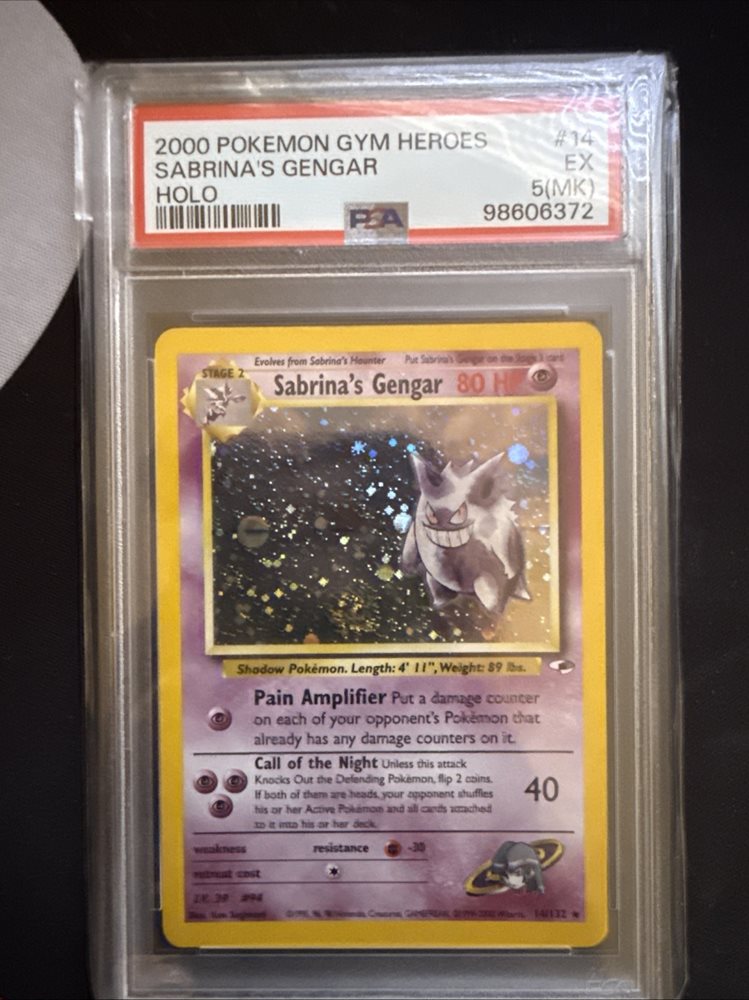 2000 POKEMON GYM HEROES #14
SABRINA'S GENGAR EX
HOLO 5(MK)
PSA 98606372
Evolves from Sabrina's Haunter Put Sabrina's Gengar on the Stage 1 card
STAGE 2
Sabrina's Gengar 80 H
Shadow Pokémon. Length: 4' 11", Weight: 89 lbs.
Pain Amplifier Put a damage counter
on each of your opponent's Pokémon that
already has any damage counters on it.
Call of the Night Unless this attack
Knocks Out the Defending Pokémon, flip 2 coins.
If both of them are heads, your opponent shuffles
his or her Active Pokémon and all cards attached
to it into his or her deck.
40
weakness resistance -30
retreat cost
#94
14/132 ★